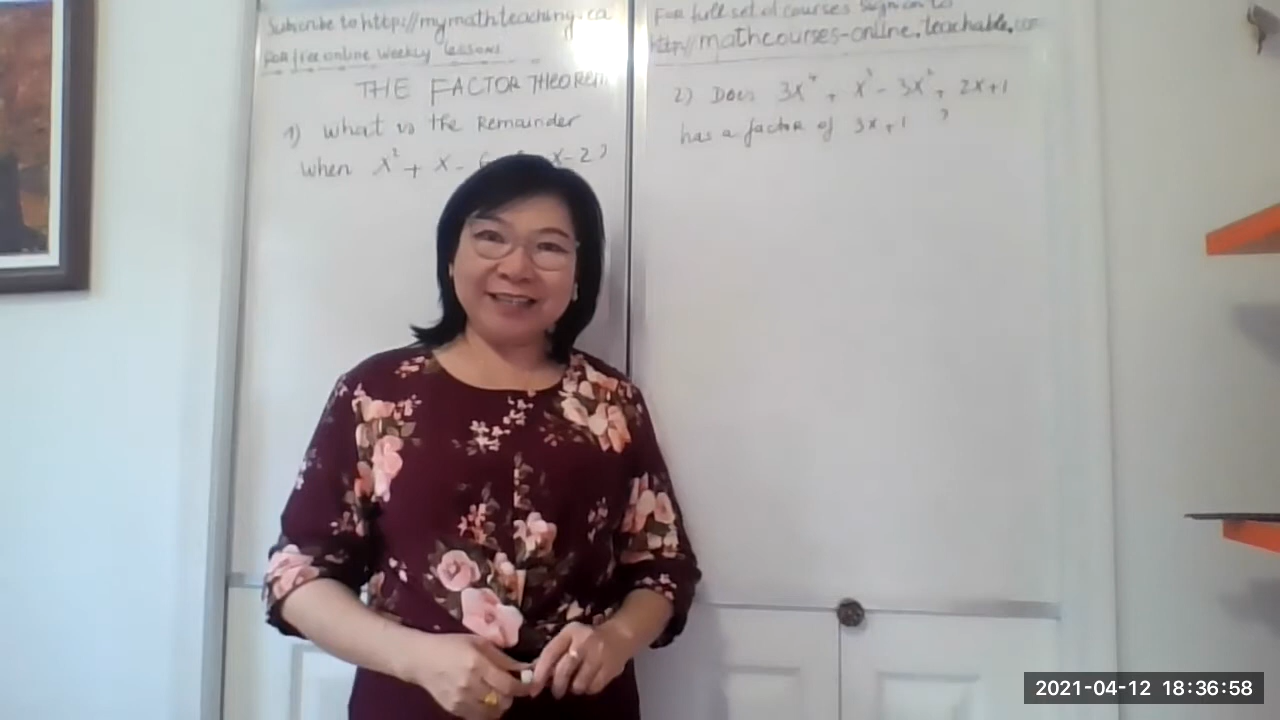 Subscribe to http://mymathteaching.ca
for free online weekly lessons
THE FACTOR THEOREM
1) What is the Remainder
when x² + x - x-2?
For full set of courses sign on to
http://mathcourses-online.teachable.com
2) Does 3x⁴ + x³ - 3x² + 2x+1
has a factor of 3x+1 ?
2021-04-12 18:36:58